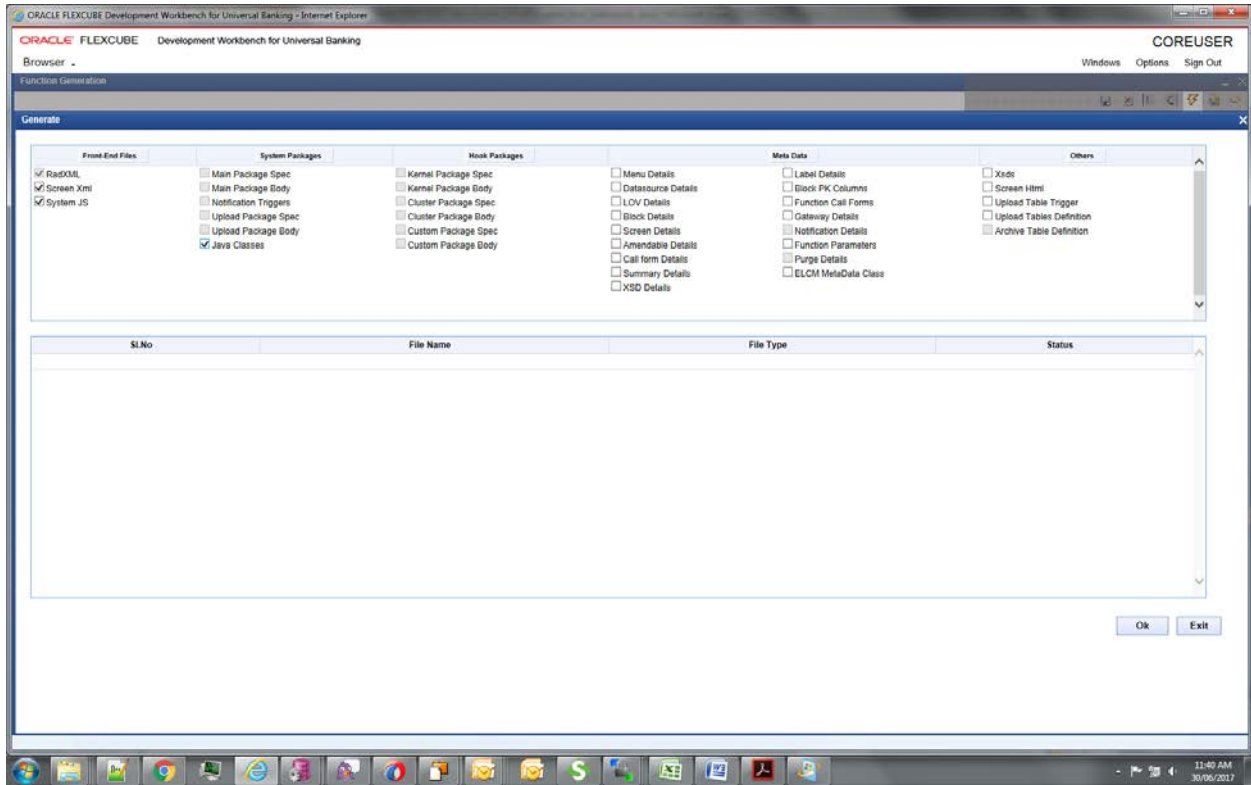 ORACLE FLEXCUBE Development Workbench for Universal Banking - Internet Explorer
ORACLE FLEXCUBE Development Workbench for Universal Banking
COREUSER
Browser
Windows Options Sign Out
Function Generation
Generate
Front-End Files System Packages Hook Packages Meta Data Others
RadXML Main Package Spec Kernel Package Spec Menu Details Label Details Xsds
Screen Xml Main Package Body Kernel Package Body Datasource Details Block PK Columns Screen Html
System JS Notification Triggers Cluster Package Spec LOV Details Function Call Forms Upload Table Trigger
Upload Package Spec Cluster Package Body Block Details Gateway Details Upload Tables Definition
Upload Package Body Custom Package Spec Screen Details Notification Details Archive Table Definition
Java Classes Custom Package Body Amendable Details Function Parameters
Call form Details Purge Details
Summary Details ELCM MetaData Class
XSD Details
Sl.No File Name File Type Status
Ok Exit
11:40 AM
30/06/2017